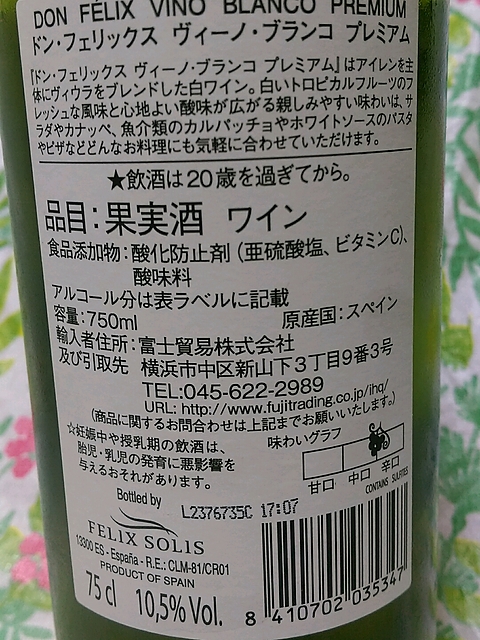 DON FÉLIX VINO BLANCO PREMIUM
ドン・フェリックス ヴィーノ・ブランコ プレミアム
『ドン・フェリックス ヴィーノ・ブランコ プレミアム』はアイレンを主
体にヴィウラをブレンドした白ワイン。白いトロピカルフルーツのフ
レッシュな風味と心地よい酸味が広がる親しみやすい味わいは、サ
ラダやカナッペ、魚介類のカルパッチョやホワイトソースのパスタ
やピザなどどんなお料理にも気軽に合わせていただけます。
★飲酒は20歳を過ぎてから。
品目:果実酒 ワイン
食品添加物:酸化防止剤(亜硫酸塩、ビタミンC)、
酸味料
アルコール分は表ラベルに記載
容量:750ml 原産国:スペイン
輸入者住所:富士貿易株式会社
及び引取先 横浜市中区新山下3丁目9番3号
TEL:045-622-2989
URL: http://www.fujitrading.co.jp/ihq/
(商品に関するお問合わせは上記までお願いいたします。)
☆妊娠中や授乳期の飲酒は、
胎児・乳児の発育に悪影響を
与えるおそれがあります。
味わいグラフ
甘口 中口 辛口
CONTAINS SULFITES
Bottled by
L2376735C 17:07
FELIX SOLIS
13300 ES - España - R.E.: CLM-81/CR01
PRODUCT OF SPAIN
75 cl 10,5% Vol.
8 410702 035347